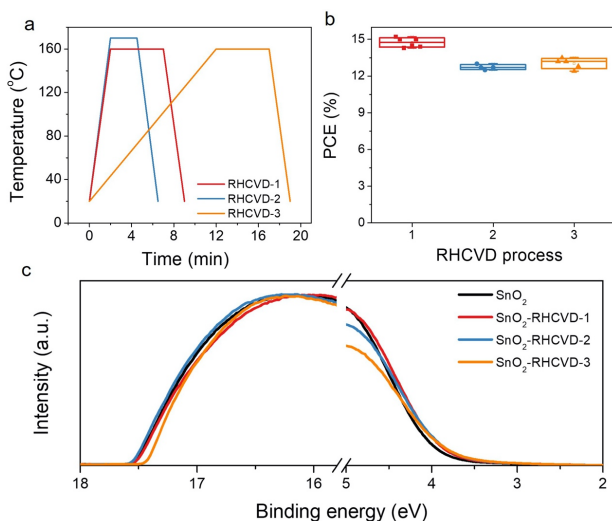 a
Temperature (°C)
160
120
80
40
0
0 4 8 12 16 20
Time (min)
RHCVD-1
RHCVD-2
RHCVD-3
b
PCE (%)
15
12
9
6
3
0
1 2 3
RHCVD process
c
Intensity (a.u.)
SnO₂
SnO₂-RHCVD-1
SnO₂-RHCVD-2
SnO₂-RHCVD-3
18 17 16 5 4 3 2
Binding energy (eV)